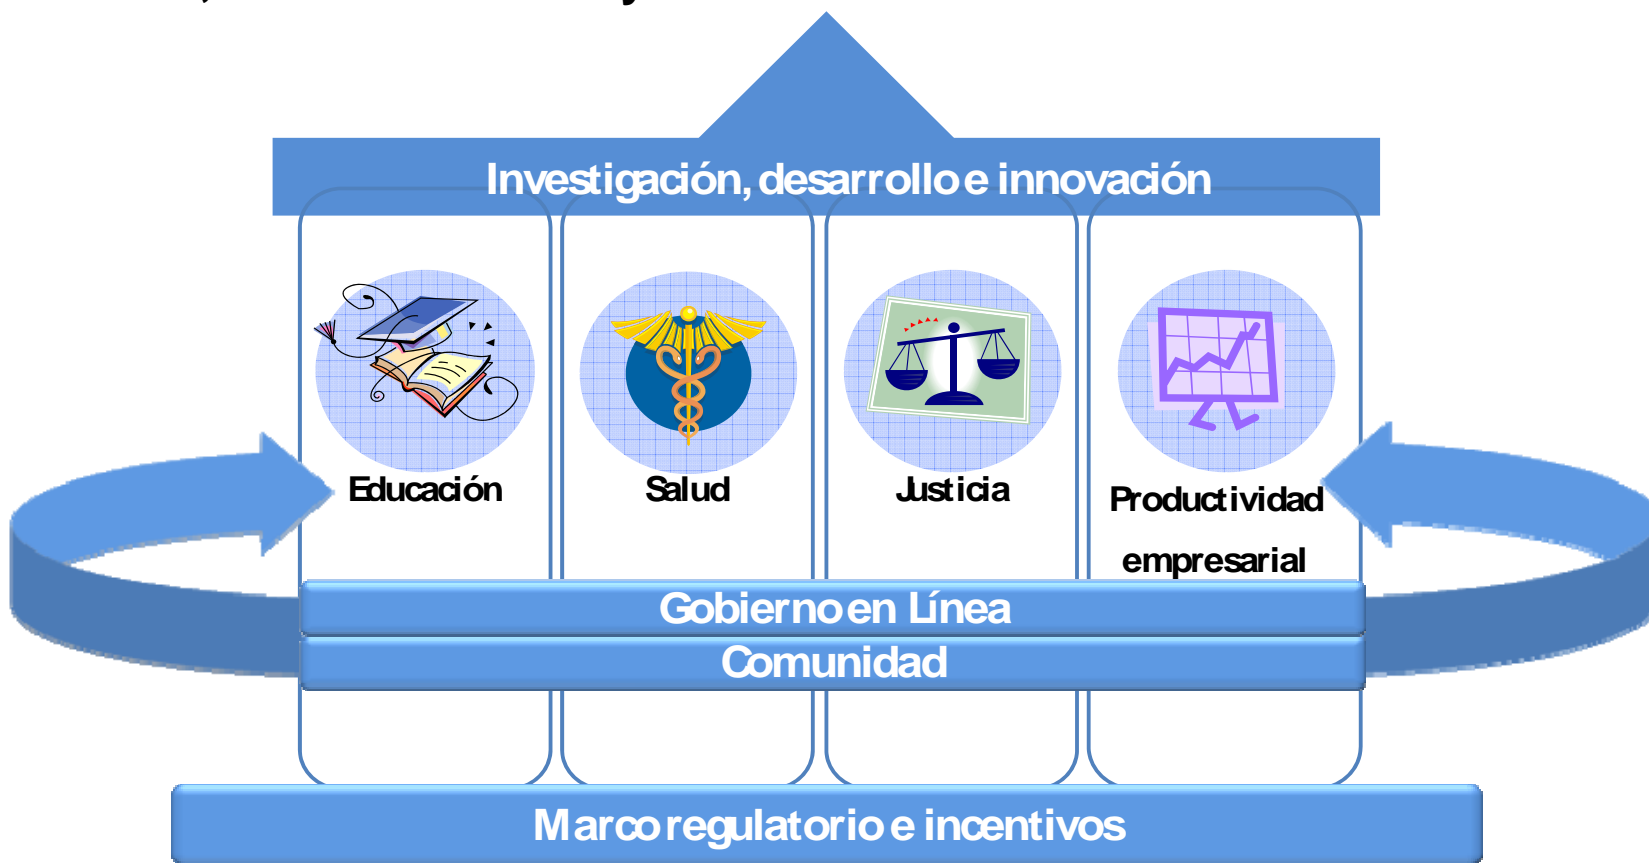 Investigación, desarrollo e innovación
Educación
Salud
Justicia
Productividad
empresarial
Gobierno en Línea
Comunidad
Marco regulatorio e incentivos